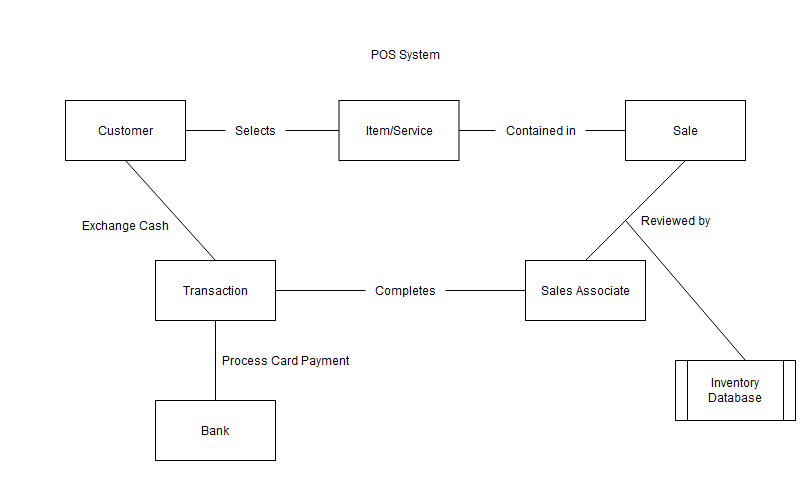 POS System
Customer
Selects
Item/Service
Contained in
Sale
Exchange Cash
Reviewed by
Transaction
Completes
Sales Associate
Process Card Payment
Inventory
Database
Bank